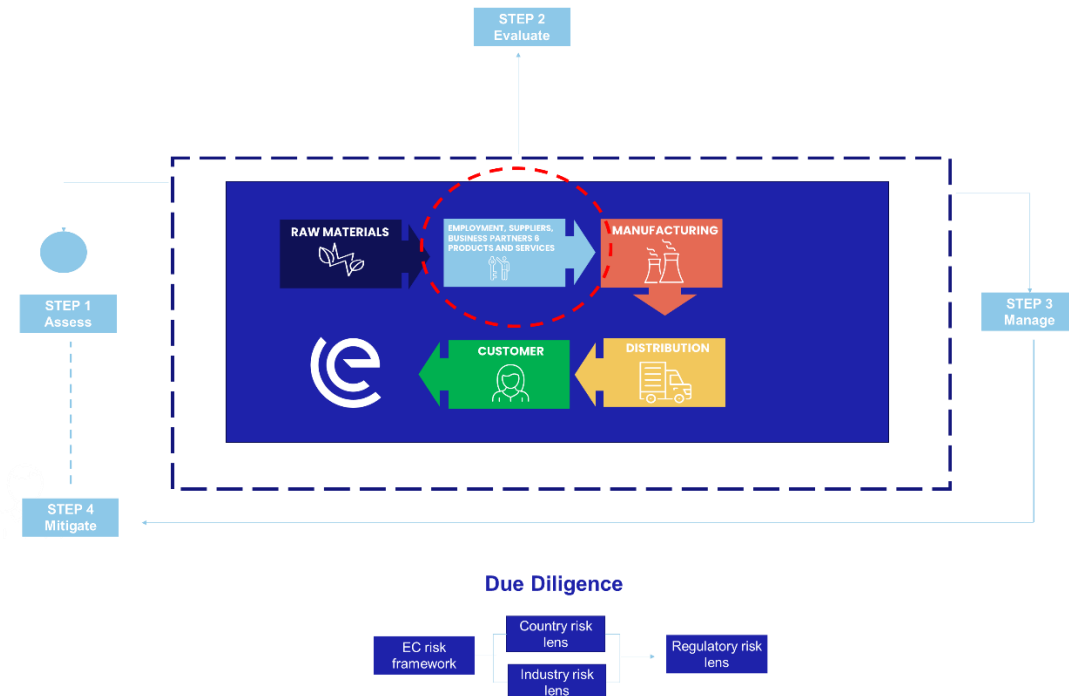 STEP 2
Evaluate
RAW MATERIALS
EMPLOYMENT, SUPPLIERS,
BUSINESS PARTNERS &
PRODUCTS AND SERVICES
MANUFACTURING
STEP 1
Assess
STEP 3
Manage
CUSTOMER
DISTRIBUTION
STEP 4
Mitigate
Due Diligence
EC risk
framework
Country risk
lens
Industry risk
lens
Regulatory risk
lens